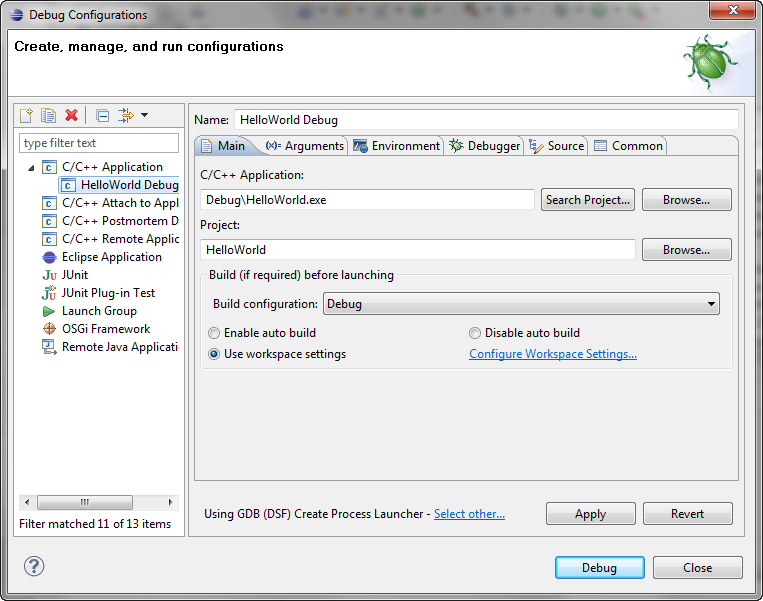 Debug Configurations
Create, manage, and run configurations
type filter text
C/C++ Application
HelloWorld Debug
C/C++ Attach to Appl
C/C++ Postmortem D
C/C++ Remote Applic
Eclipse Application
JUnit
JUnit Plug-in Test
Launch Group
OSGi Framework
Remote Java Applicati
Filter matched 11 of 13 items
Name: HelloWorld Debug
Main (x)= Arguments Environment Debugger Source Common
C/C++ Application:
Debug\HelloWorld.exe Search Project... Browse...
Project:
HelloWorld Browse...
Build (if required) before launching
Build configuration: Debug
Enable auto build Disable auto build
Use workspace settings Configure Workspace Settings...
Using GDB (DSF) Create Process Launcher - Select other... Apply Revert
Debug Close